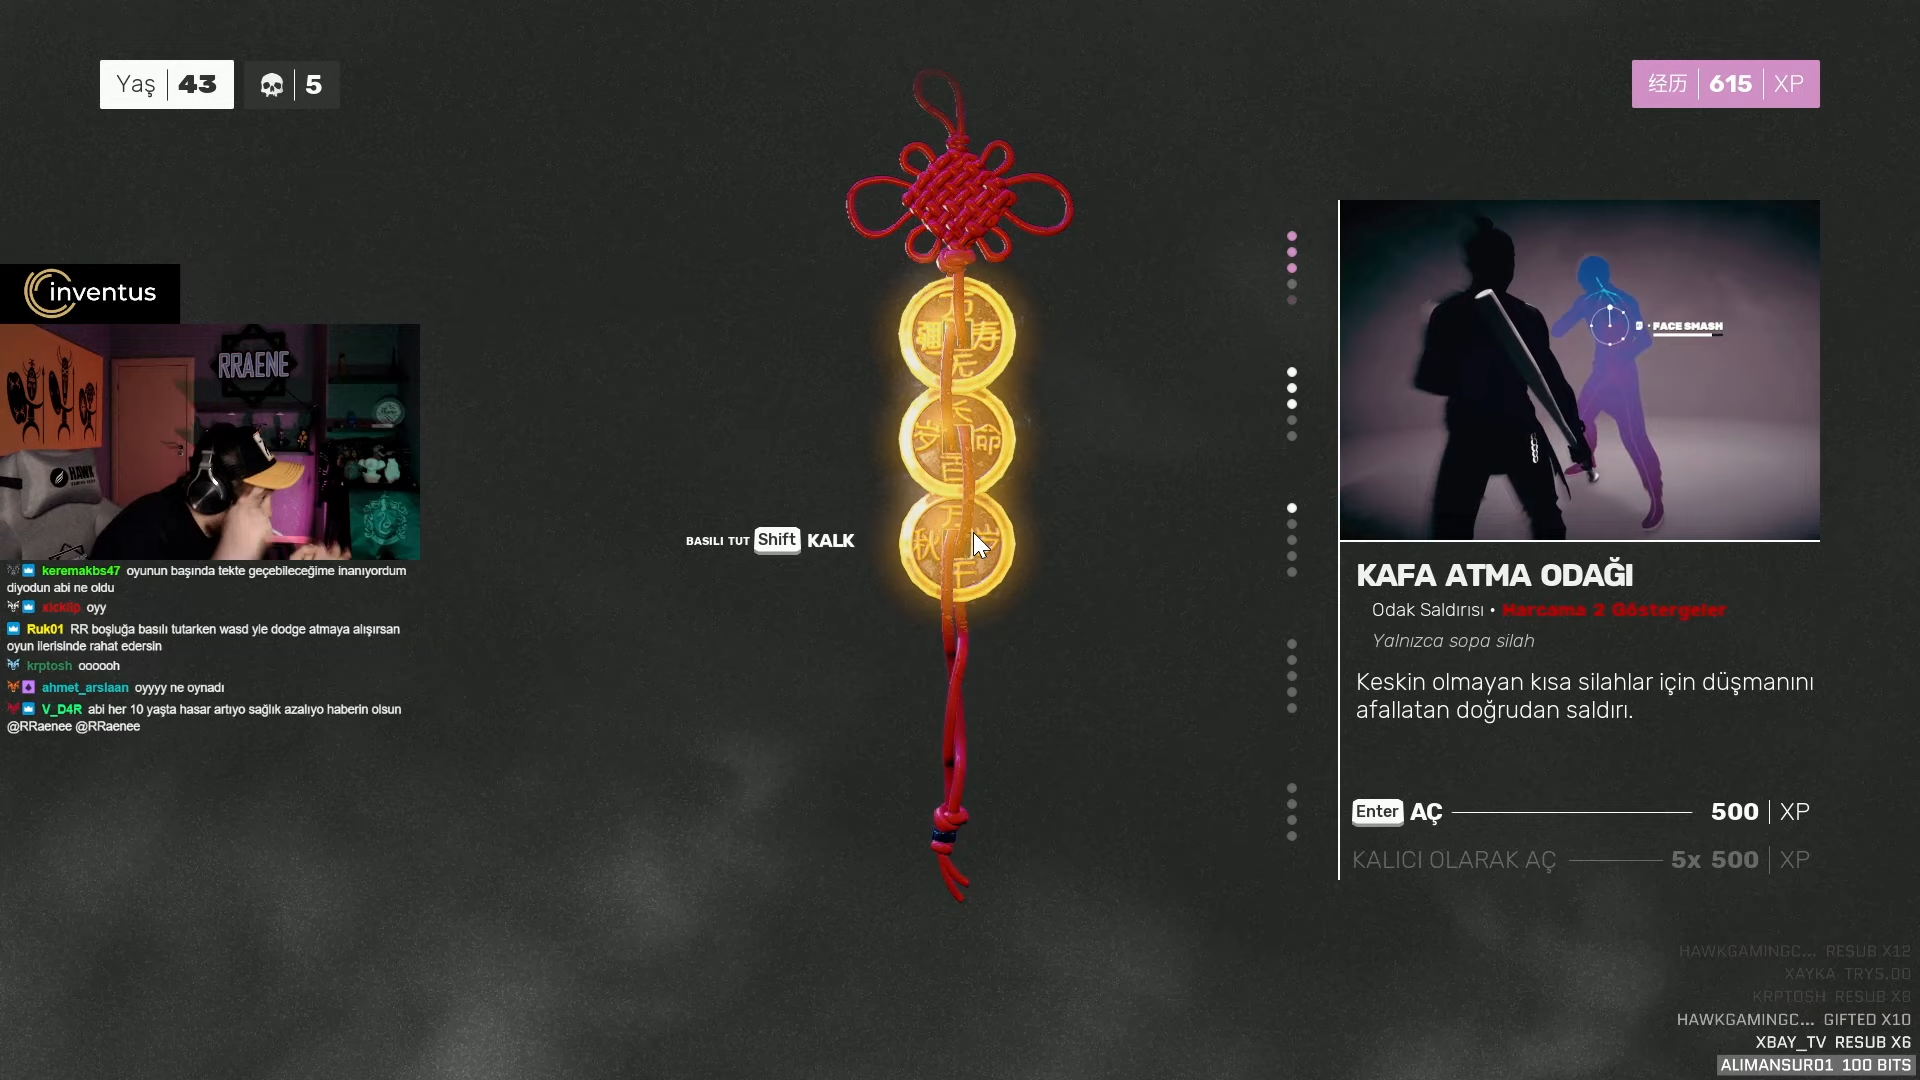 Yaş 43 5
经历 615 XP
inventus
RRAENE
HAWK
FACE SMASH
BASILI TUT Shift KALK
keremakbs47 oyunun başında tekte geçebileceğime inanıyordum
diyodun abi ne oldu
xicklip oyy
Ruk01 RR boşluğa basılı tutarken wasd yle dodge atmaya alışırsan
oyun ilerisinde rahat edersin
krptosh oooooh
ahmet_arslaan oyyyy ne oynadı
V_D4R abi her 10 yaşta hasar artıyo sağlık azalıyo haberin olsun
@RRaenee @RRaenee
KAFA ATMA ODAĞI
Odak Saldırısı • Harcama 2 Göstergeler
Yalnızca sopa silah
Keskin olmayan kısa silahlar için düşmanını
afallatan doğrudan saldırı.
Enter AÇ 500 XP
KALICI OLARAK AÇ 5x 500 XP
HAWKGAMINGC... RESUB X12
XAYKA TRY5.00
KRPTOSH RESUB X8
HAWKGAMINGC... GIFTED X10
XBAY_TV RESUB X6
ALIMANSUR01 100 BITS